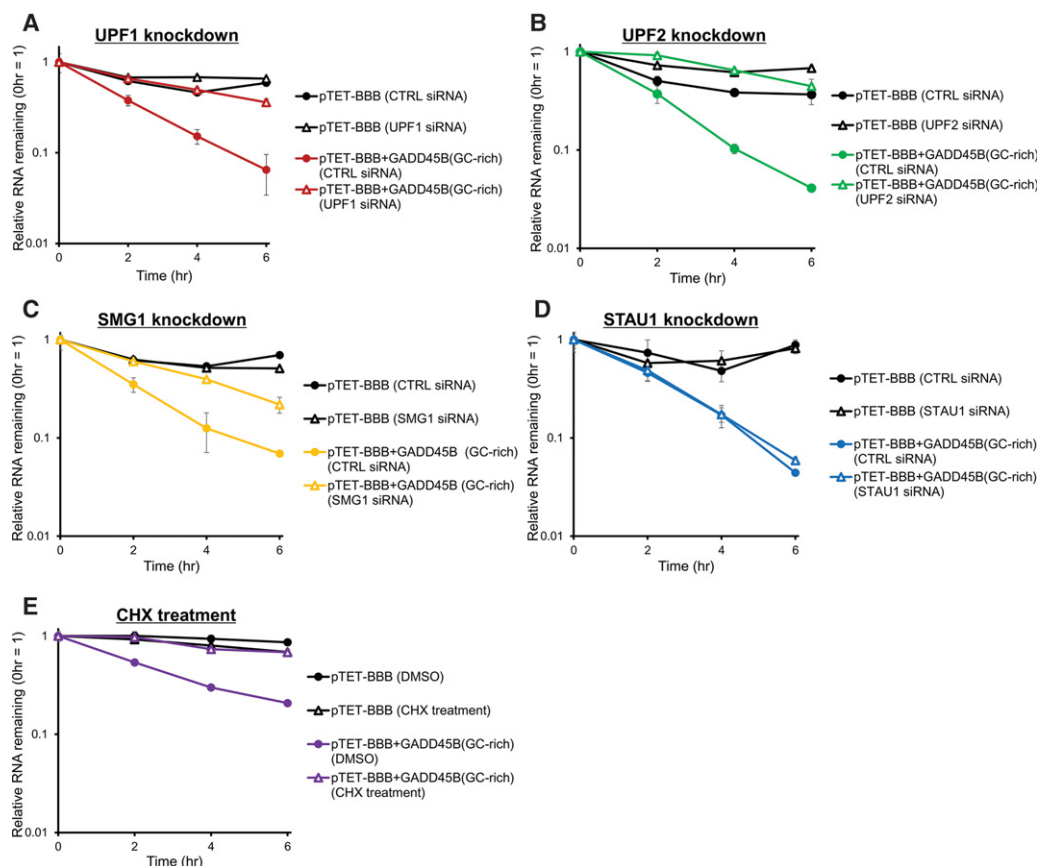 A
UPF1 knockdown
Relative RNA remaining (0hr = 1)
1
0.1
0.01
0
2
4
6
Time (hr)
pTET-BBB (CTRL siRNA)
pTET-BBB (UPF1 siRNA)
pTET-BBB+GADD45B(GC-rich)
(CTRL siRNA)
pTET-BBB+GADD45B(GC-rich)
(UPF1 siRNA)
B
UPF2 knockdown
Relative RNA remaining (0hr = 1)
1
0.1
0.01
0
2
4
6
Time (hr)
pTET-BBB (CTRL siRNA)
pTET-BBB (UPF2 siRNA)
pTET-BBB+GADD45B(GC-rich)
(CTRL siRNA)
pTET-BBB+GADD45B(GC-rich)
(UPF2 siRNA)
C
SMG1 knockdown
Relative RNA remaining (0hr = 1)
1
0.1
0.01
0
2
4
6
Time (hr)
pTET-BBB (CTRL siRNA)
pTET-BBB (SMG1 siRNA)
pTET-BBB+GADD45B (GC-rich)
(CTRL siRNA)
pTET-BBB+GADD45B (GC-rich)
(SMG1 siRNA)
D
STAU1 knockdown
Relative RNA remaining (0hr = 1)
1
0.1
0.01
0
2
4
6
Time (hr)
pTET-BBB (CTRL siRNA)
pTET-BBB (STAU1 siRNA)
pTET-BBB+GADD45B(GC-rich)
(CTRL siRNA)
pTET-BBB+GADD45B(GC-rich)
(STAU1 siRNA)
E
CHX treatment
Relative RNA remaining (0hr = 1)
1
0.1
0.01
0
2
4
6
Time (hr)
pTET-BBB (DMSO)
pTET-BBB (CHX treatment)
pTET-BBB+GADD45B(GC-rich)
(DMSO)
pTET-BBB+GADD45B(GC-rich)
(CHX treatment)